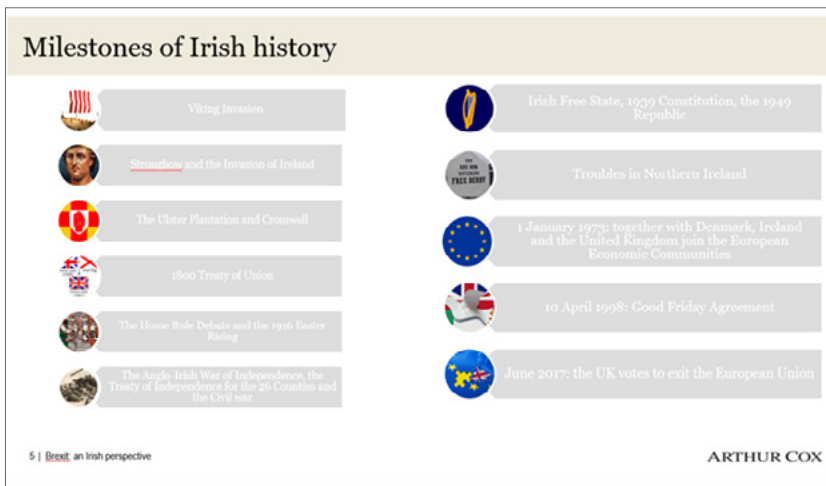 Milestones of Irish history
Viking Invasion
Strongbow and the Invasion of Ireland
The Ulster Plantation and Cromwell
1800 Treaty of Union
The Home Rule Debate and the 1916 Easter
Rising
The Anglo-Irish War of Independence, the
Treaty of Independence for the 26 Counties and
the Civil war
Irish Free State, 1939 Constitution, the 1949
Republic
FREE DERRY
Troubles in Northern Ireland
1 January 1973: together with Denmark, Ireland
and the United Kingdom join the European
Economic Communities
10 April 1998: Good Friday Agreement
June 2017: the UK votes to exit the European Union
5 | Brexit: an Irish perspective
ARTHUR COX